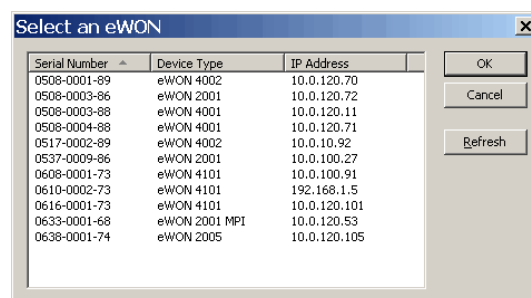 Select an eWON
Serial Number Device Type IP Address
0508-0001-89 eWON 4002 10.0.120.70
0508-0003-86 eWON 2001 10.0.120.72
0508-0003-88 eWON 4001 10.0.120.11
0508-0004-88 eWON 4001 10.0.120.71
0517-0002-89 eWON 4002 10.0.10.92
0537-0009-86 eWON 2001 10.0.100.27
0608-0001-73 eWON 4101 10.0.100.91
0610-0002-73 eWON 4101 192.168.1.5
0616-0001-73 eWON 4101 10.0.120.101
0633-0001-68 eWON 2001 MPI 10.0.120.53
0638-0001-74 eWON 2005 10.0.120.105
OK
Cancel
Refresh